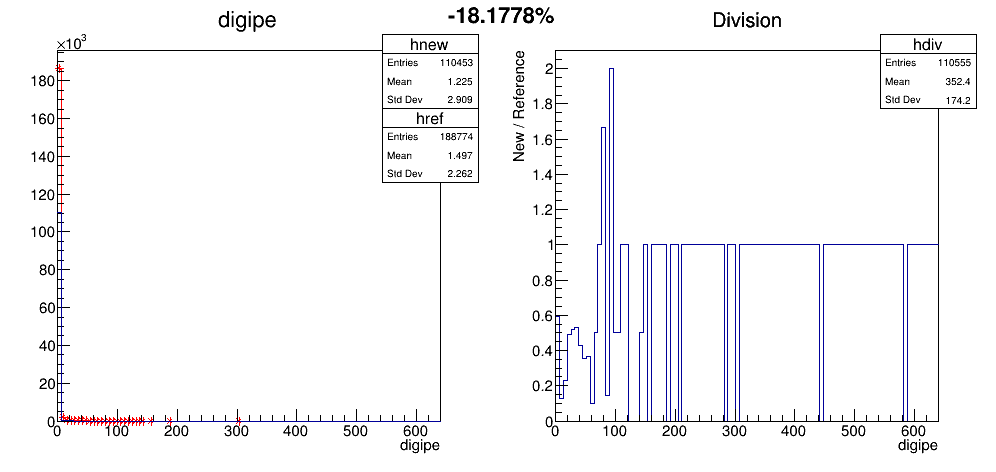 -18.1778%
digipe
×10³
180
160
140
120
100
80
60
40
20
0
0 100 200 300 400 500 600
digipe
hnew
Entries 110453
Mean 1.225
Std Dev 2.909
href
Entries 188774
Mean 1.497
Std Dev 2.262
Division
New / Reference
2
1.8
1.6
1.4
1.2
1
0.8
0.6
0.4
0.2
0
0 100 200 300 400 500 600
digipe
hdiv
Entries 110555
Mean 352.4
Std Dev 174.2